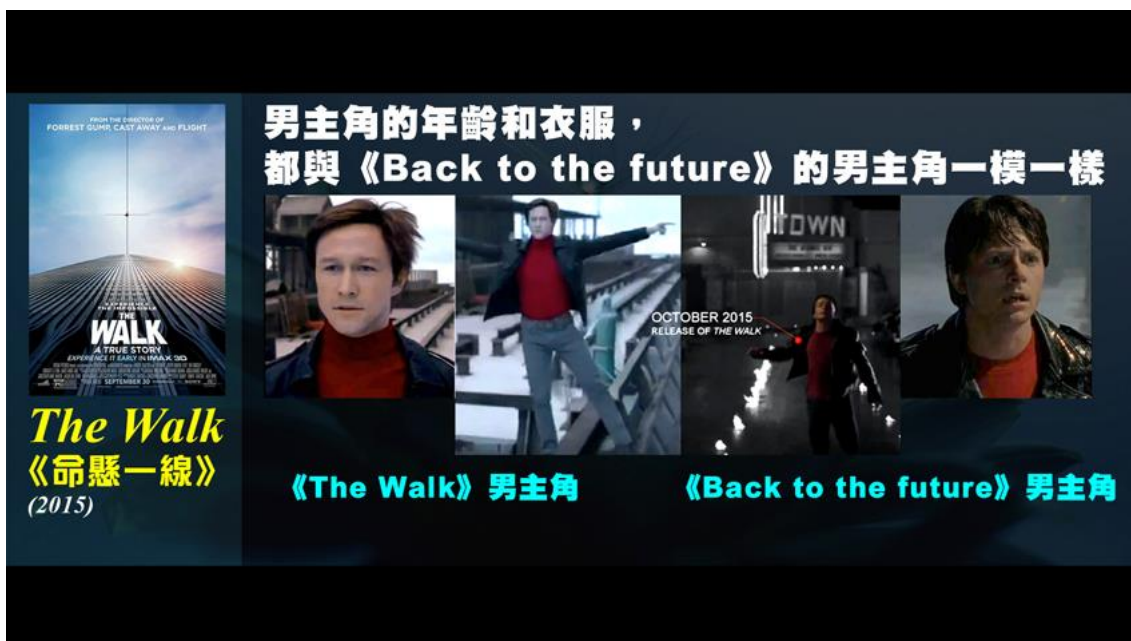 男主角的年齡和衣服，
都與《Back to the future》的男主角一模一樣
FROM THE DIRECTOR OF
FORREST GUMP, CAST AWAY AND FLIGHT
EXPERIENCE
THE IMPOSSIBLE
THE
WALK
A TRUE STORY
EXPERIENCE IT EARLY IN IMAX 3D
SEPTEMBER 30
The Walk
《命懸一線》
(2015)
TOWN
OCTOBER 2015
RELEASE OF THE WALK
《The Walk》男主角
《Back to the future》男主角